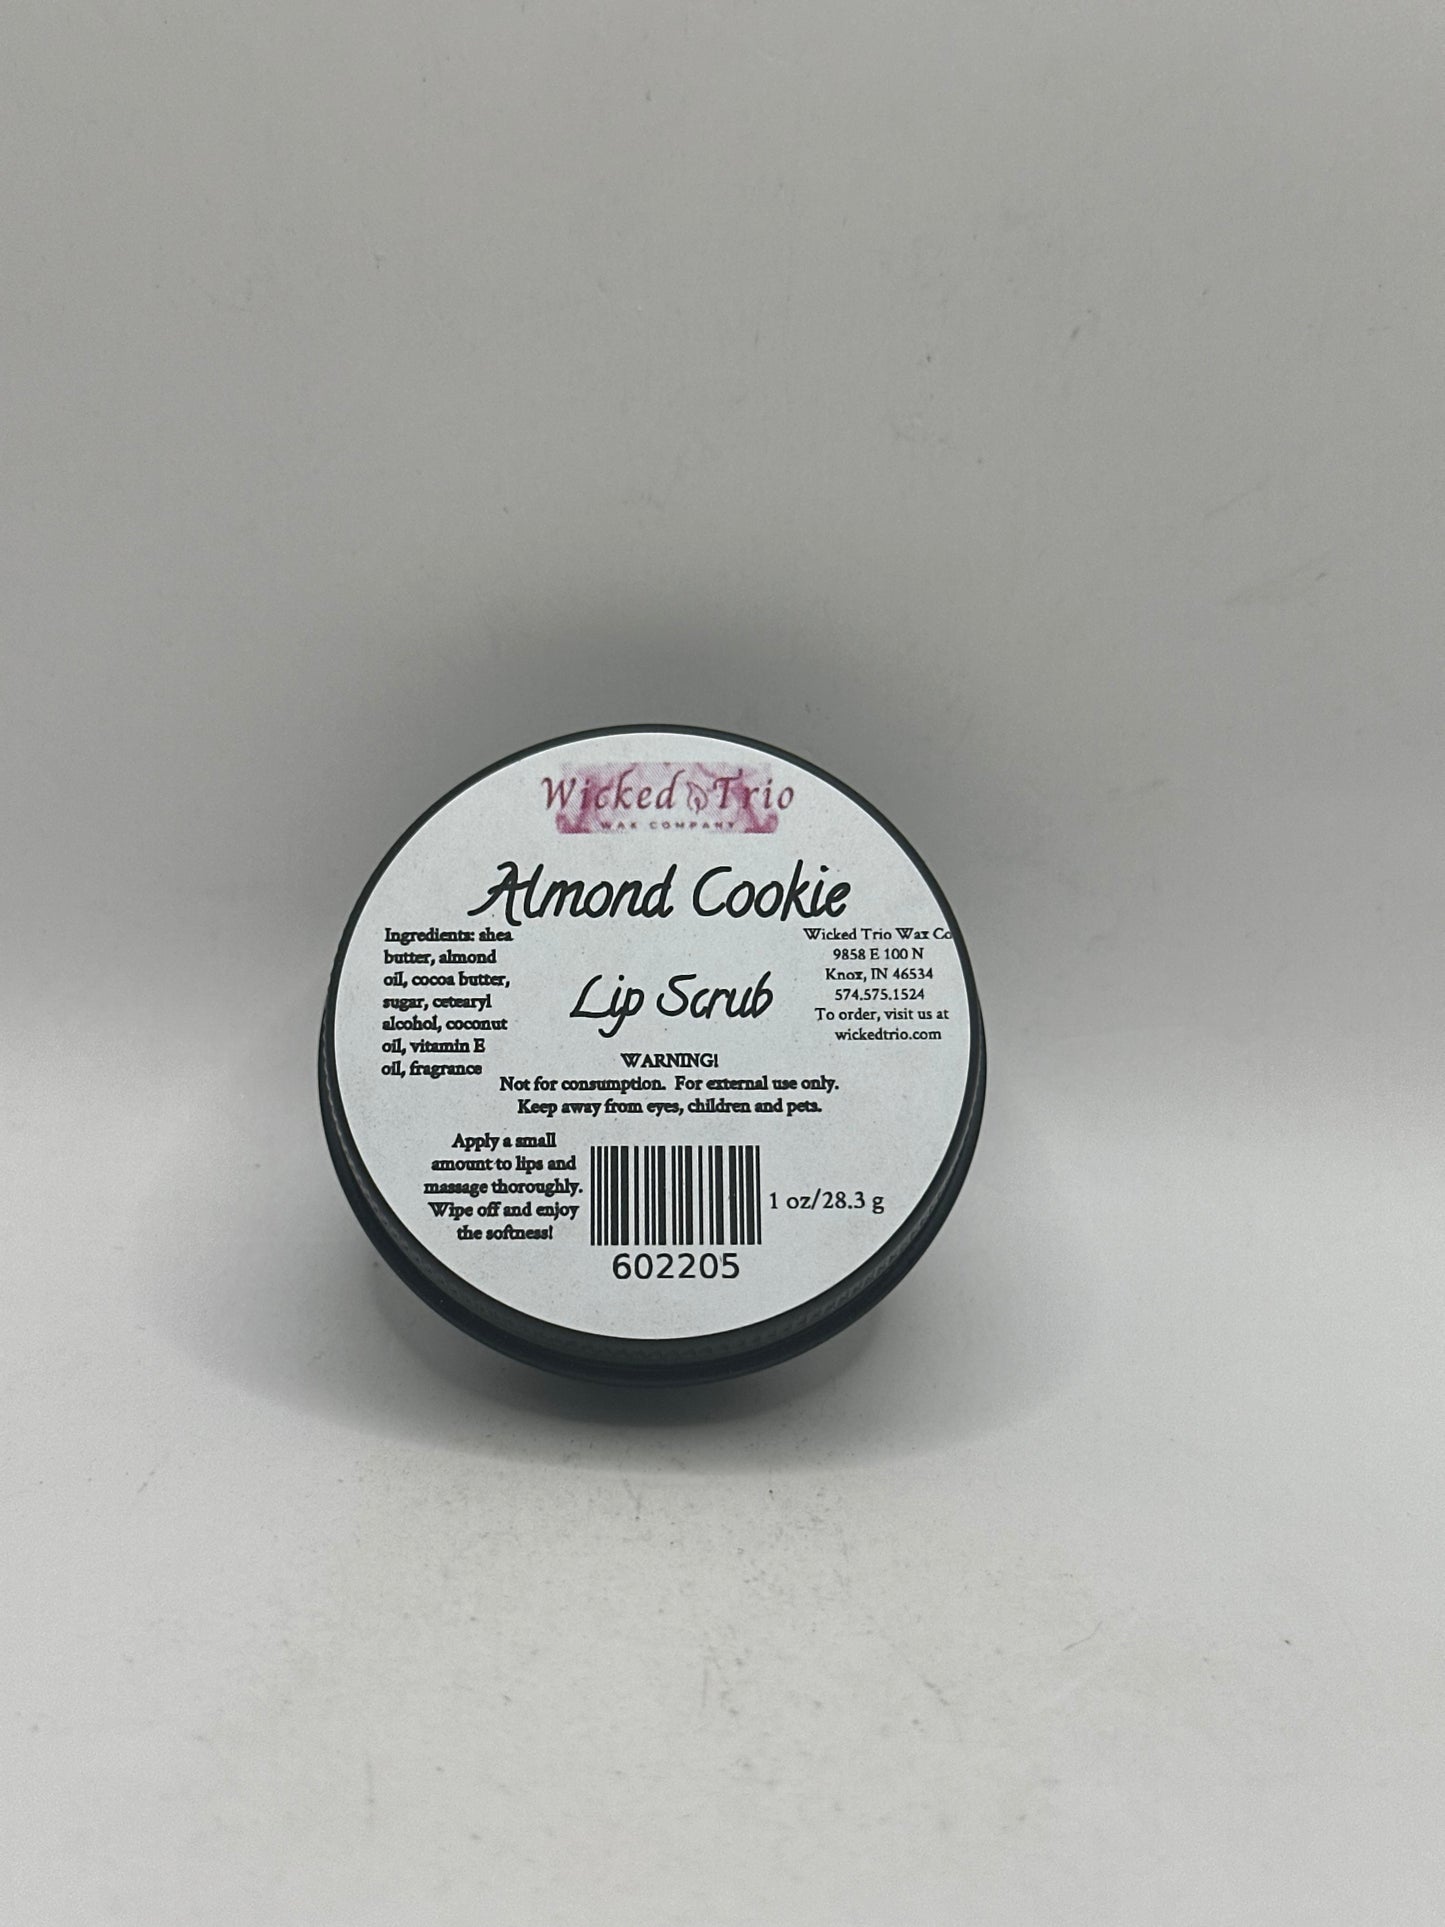 Wicked Trio
WAX COMPANY
Almond Cookie
Lip Scrub
Ingredients: shea
butter, almond
oil, cocoa butter,
sugar, cetearyl
alcohol, coconut
oil, vitamin E
oil, fragrance
Wicked Trio Wax Co
9858 E 100 N
Knox, IN 46534
574.575.1524
To order, visit us at
wickedtrio.com
WARNING!
Not for consumption. For external use only.
Keep away from eyes, children and pets.
Apply a small
amount to lips and
massage thoroughly.
Wipe off and enjoy
the softness!
602205
1 oz/28.3 g